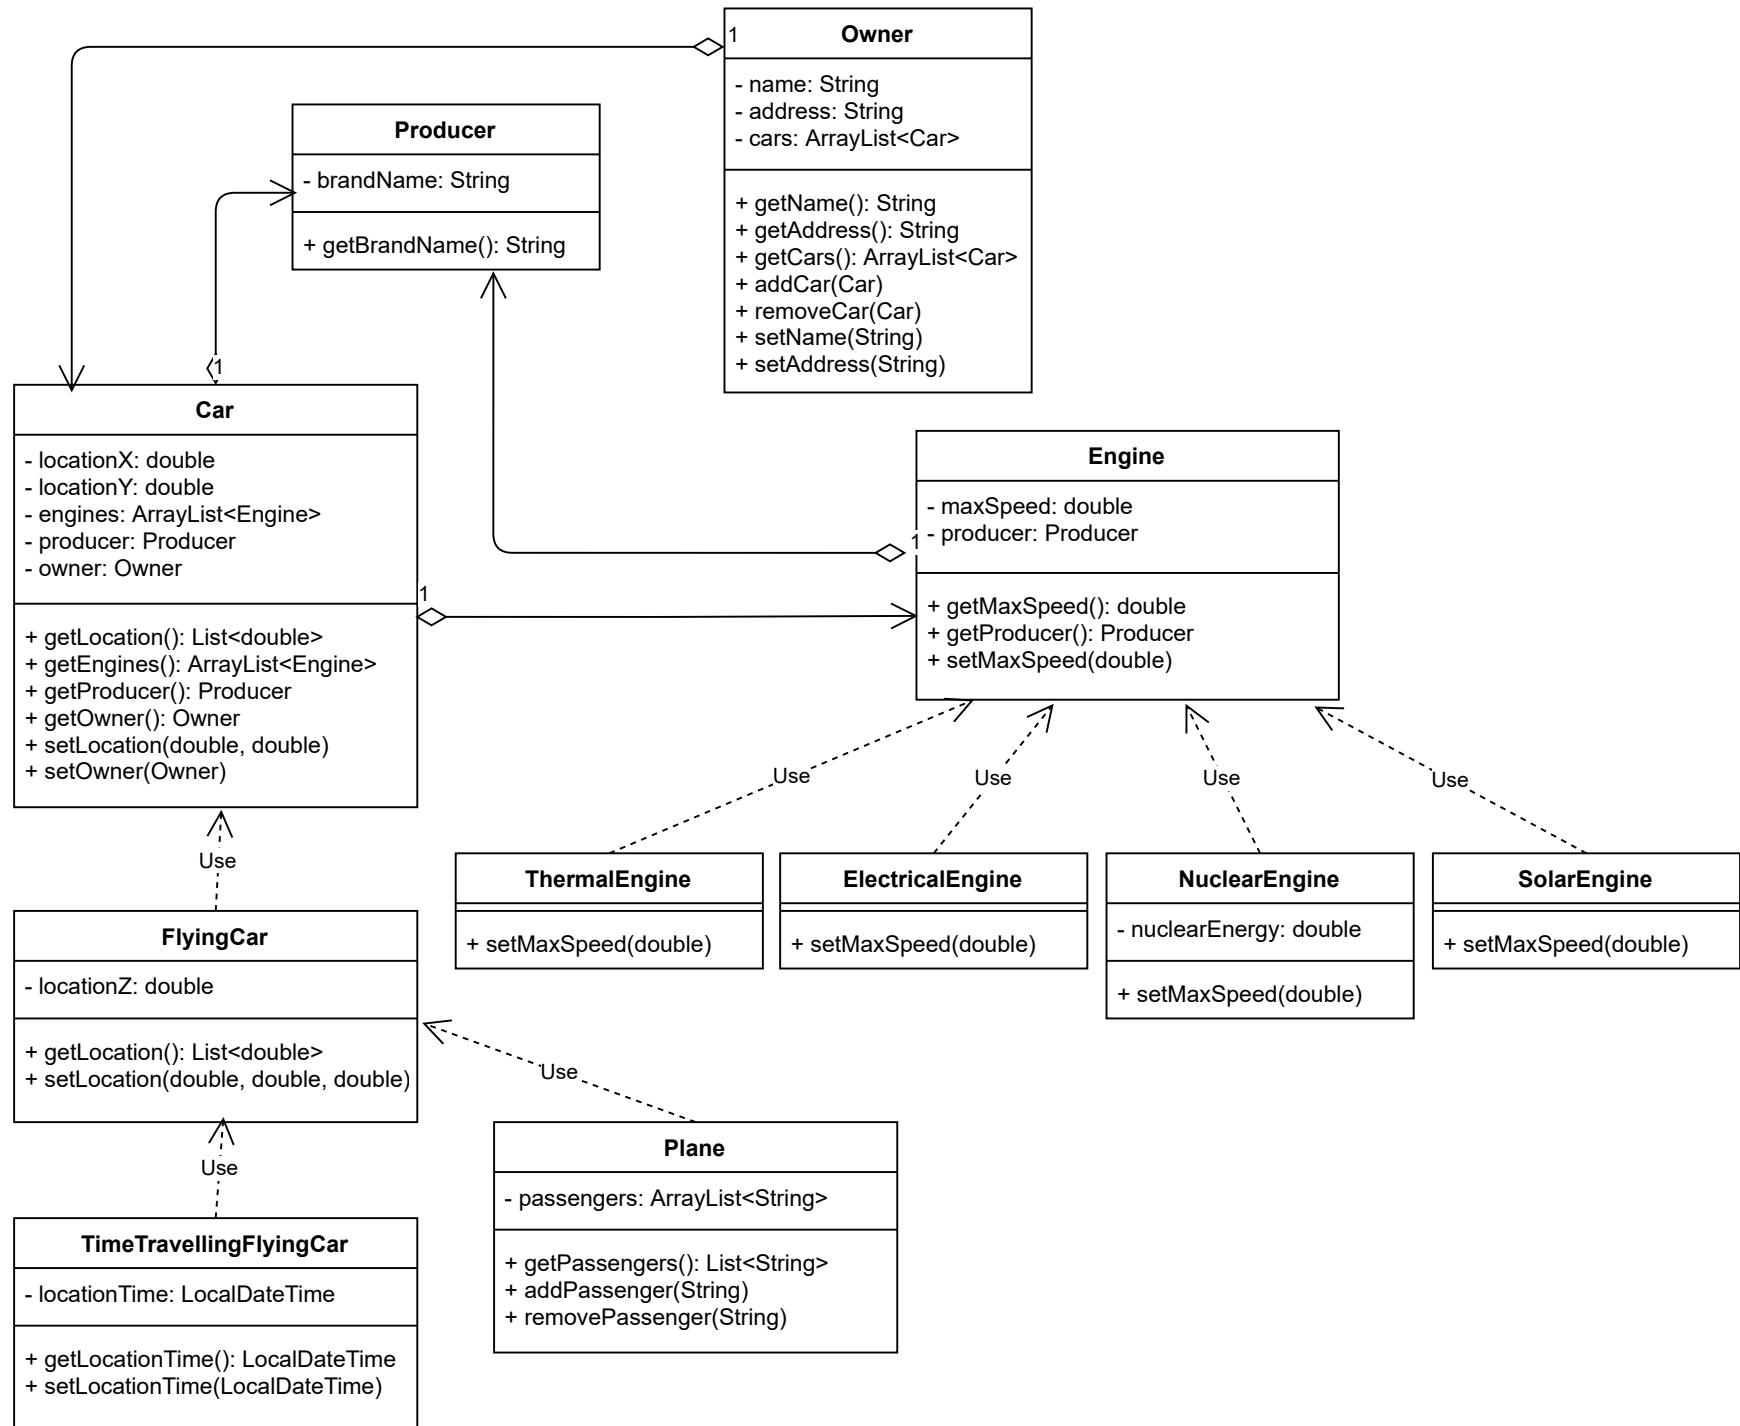 1
Owner
- name: String
- address: String
- cars: ArrayList<Car>
+ getName(): String
+ getAddress(): String
+ getCars(): ArrayList<Car>
+ addCar(Car)
+ removeCar(Car)
+ setName(String)
+ setAddress(String)
Producer
- brandName: String
+ getBrandName(): String
1
Car
- locationX: double
- locationY: double
- engines: ArrayList<Engine>
- producer: Producer
- owner: Owner
+ getLocation(): List<double>
+ getEngines(): ArrayList<Engine>
+ getProducer(): Producer
+ getOwner(): Owner
+ setLocation(double, double)
+ setOwner(Owner)
1
Engine
- maxSpeed: double
- producer: Producer
1
+ getMaxSpeed(): double
+ getProducer(): Producer
+ setMaxSpeed(double)
Use
Use
Use
Use
Use
ThermalEngine
+ setMaxSpeed(double)
ElectricalEngine
+ setMaxSpeed(double)
NuclearEngine
- nuclearEnergy: double
+ setMaxSpeed(double)
SolarEngine
+ setMaxSpeed(double)
FlyingCar
- locationZ: double
+ getLocation(): List<double>
+ setLocation(double, double, double)
Use
Use
Plane
- passengers: ArrayList<String>
+ getPassengers(): List<String>
+ addPassenger(String)
+ removePassenger(String)
TimeTravellingFlyingCar
- locationTime: LocalDateTime
+ getLocationTime(): LocalDateTime
+ setLocationTime(LocalDateTime)